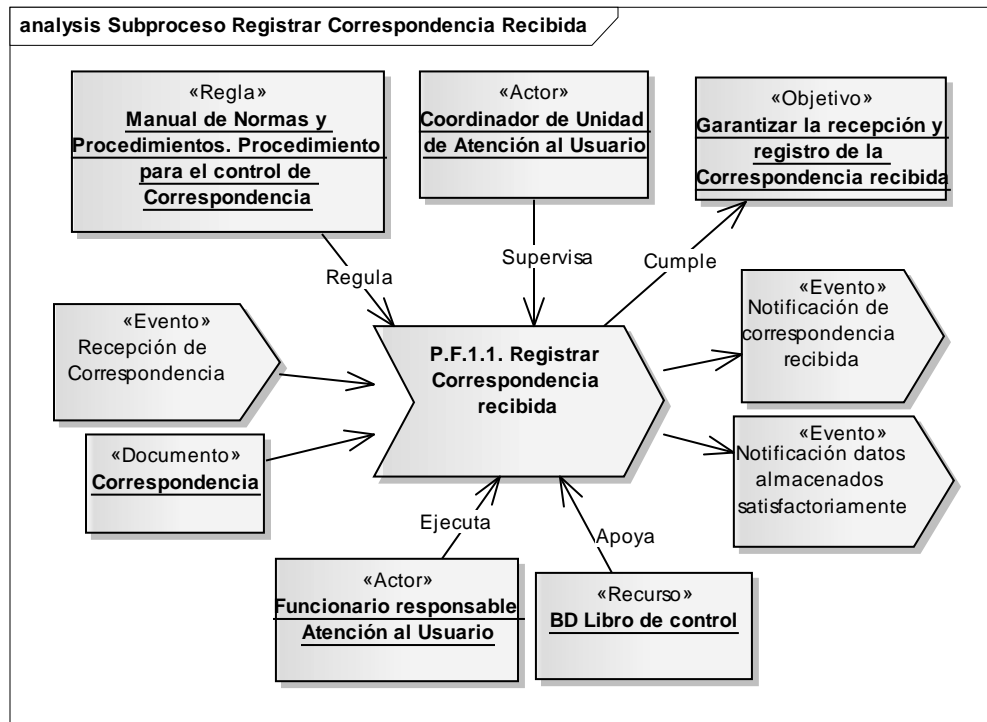 analysis Subproceso Registrar Correspondencia Recibida
«Regla»
Manual de Normas y
Procedimientos. Procedimiento
para el control de
Correspondencia
«Actor»
Coordinador de Unidad
de Atención al Usuario
«Objetivo»
Garantizar la recepción y
registro de la
Correspondencia recibida
Regula
Supervisa
Cumple
«Evento»
Recepción de
Correspondencia
P.F.1.1. Registrar
Correspondencia
recibida
«Evento»
Notificación de
correspondencia
recibida
«Documento»
Correspondencia
«Evento»
Notificación datos
almacenados
satisfactoriamente
Ejecuta
Apoya
«Actor»
Funcionario responsable
Atención al Usuario
«Recurso»
BD Libro de control